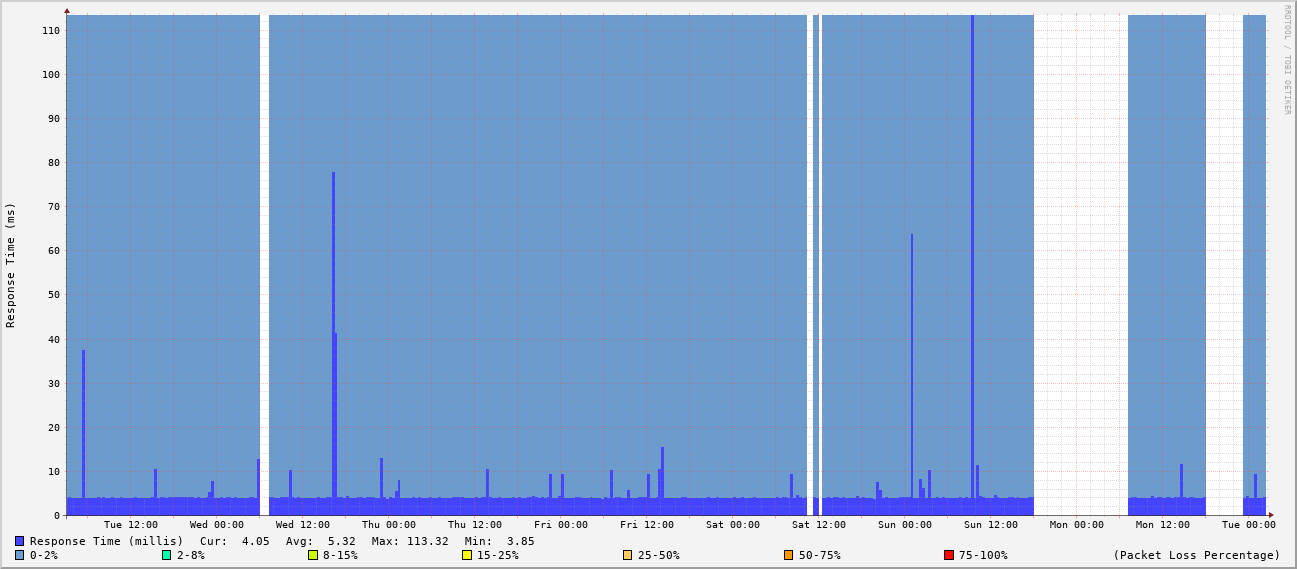 RRDTOOL / TOBI OETIKER
Response Time (ms)
110
100
90
80
70
60
50
40
30
20
10
0
Tue 12:00 Wed 00:00 Wed 12:00 Thu 00:00 Thu 12:00 Fri 00:00 Fri 12:00 Sat 00:00 Sat 12:00 Sun 00:00 Sun 12:00 Mon 00:00 Mon 12:00 Tue 00:00
Response Time (millis) Cur: 4.05 Avg: 5.32 Max: 113.32 Min: 3.85
0-2% 2-8% 8-15% 15-25% 25-50% 50-75% 75-100% (Packet Loss Percentage)